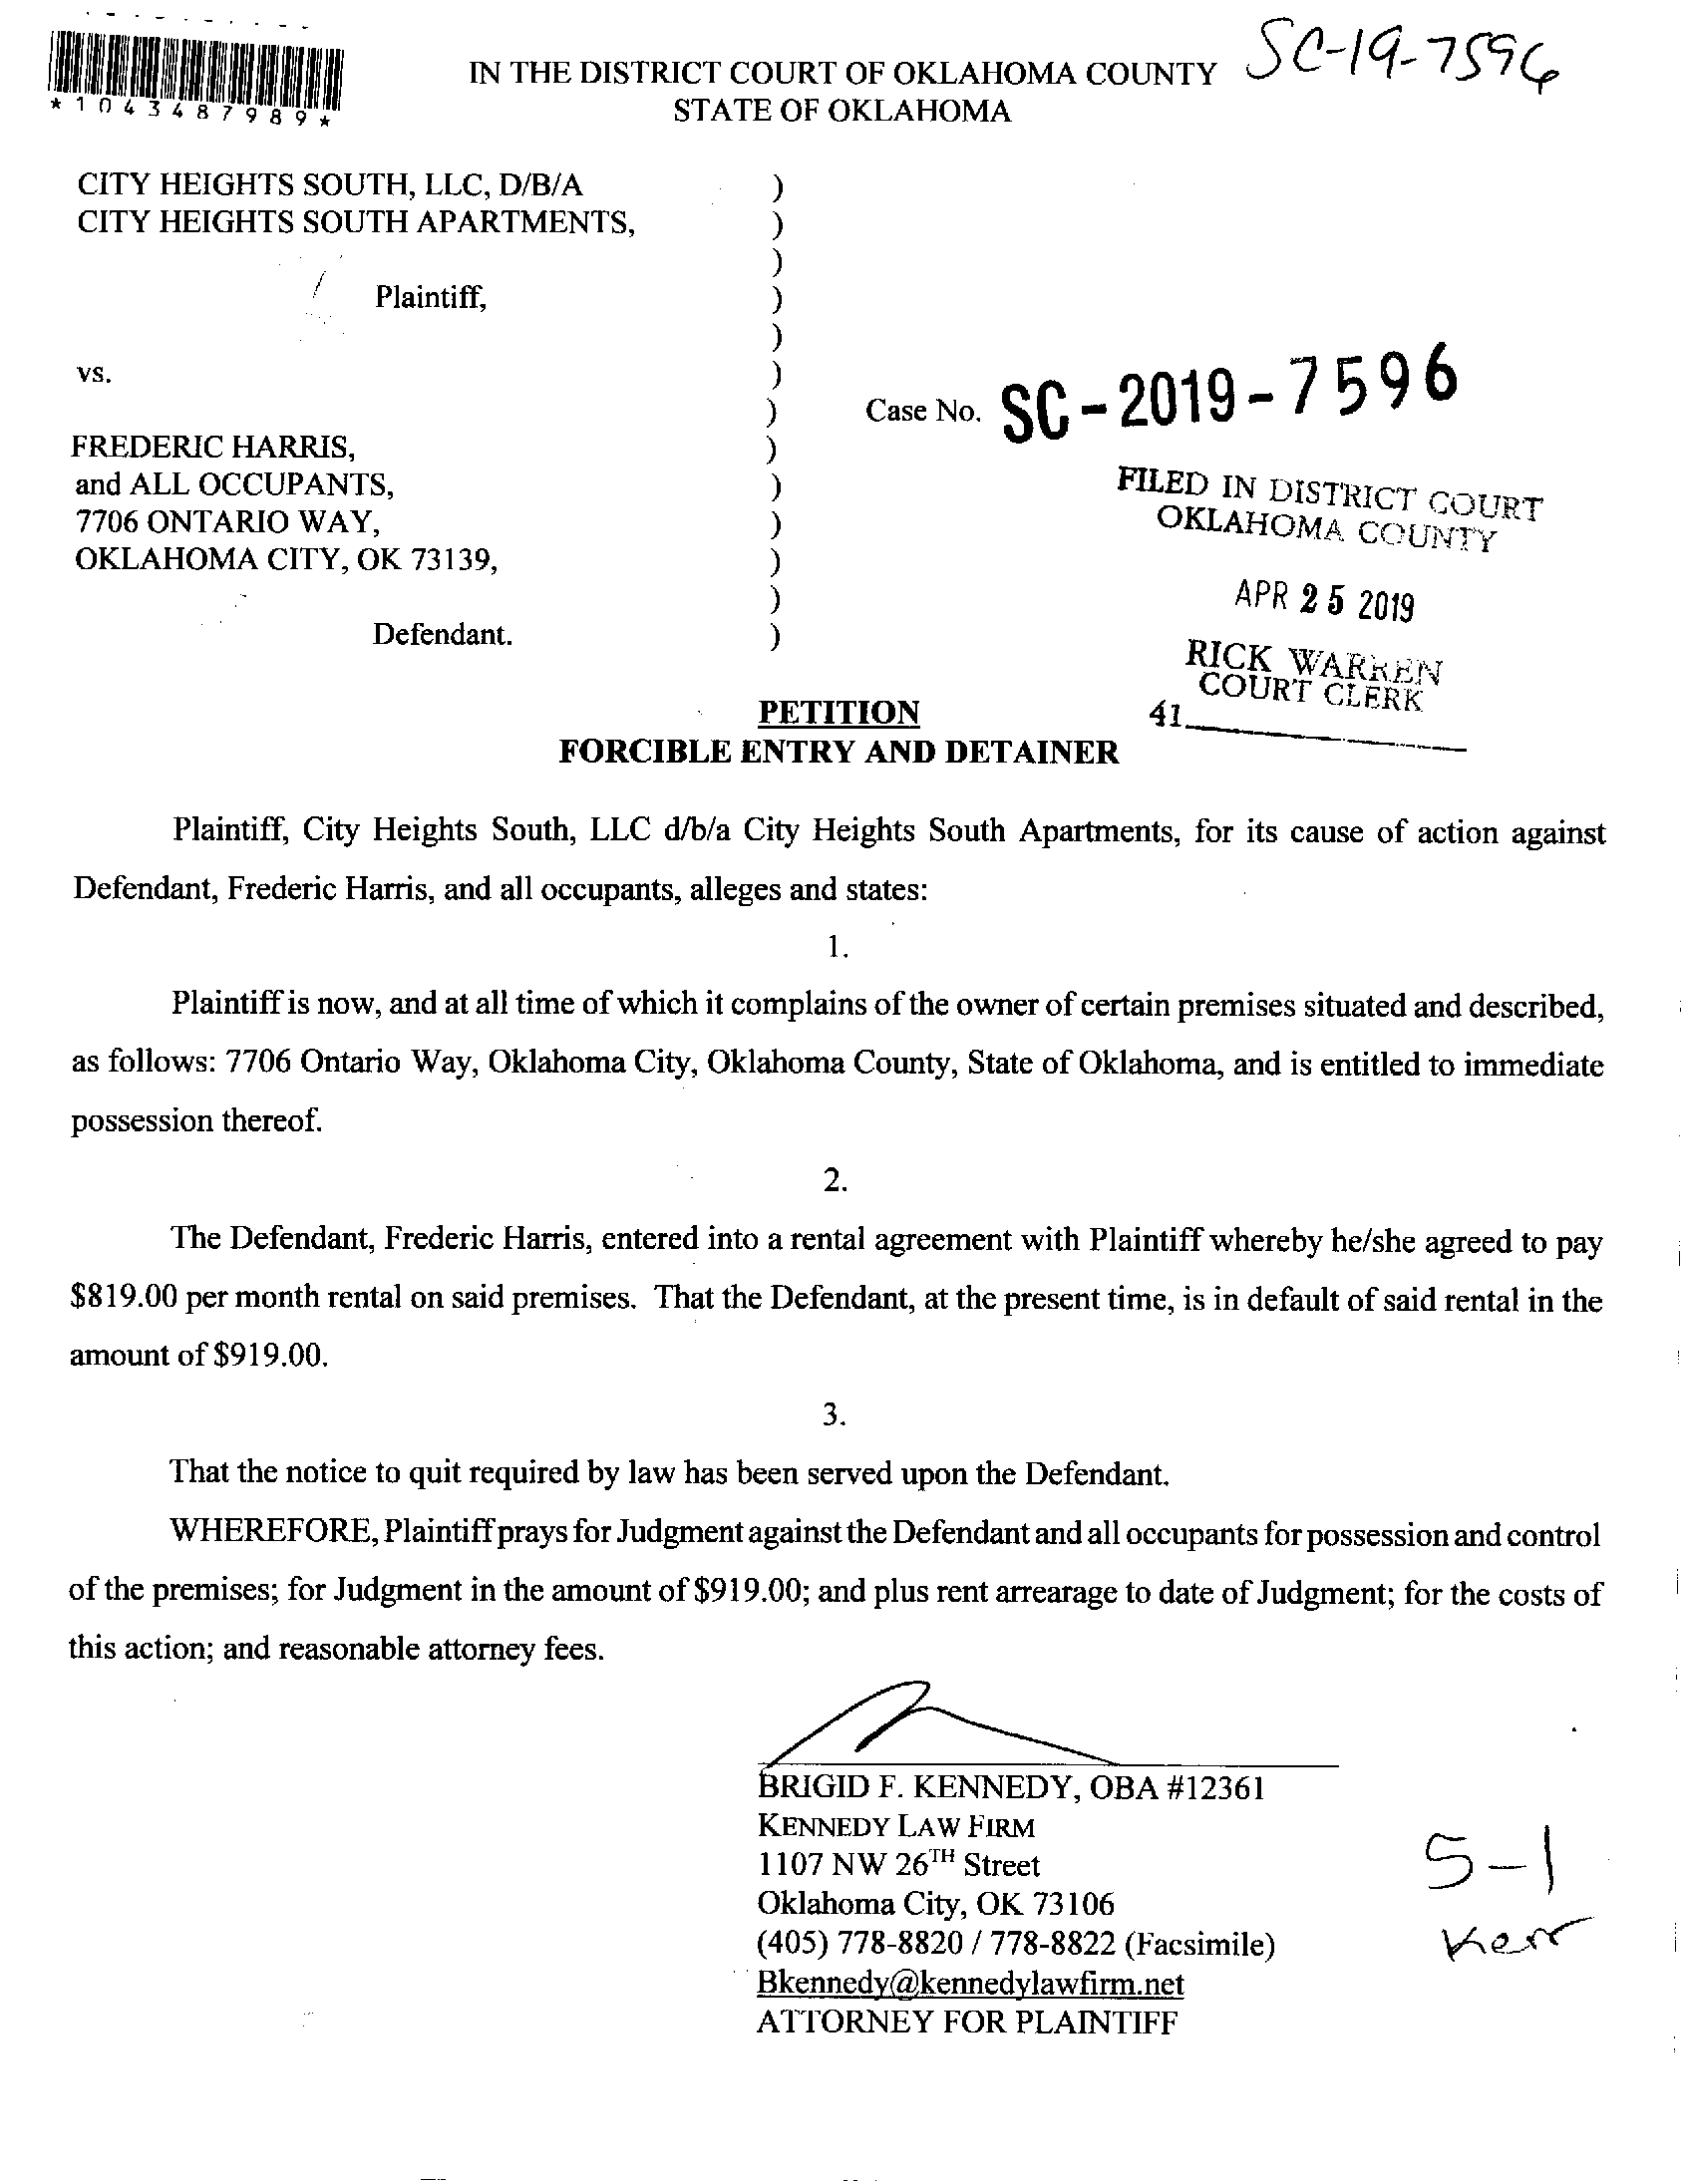 SC-19-7596
*1043487989*
IN THE DISTRICT COURT OF OKLAHOMA COUNTY
STATE OF OKLAHOMA
CITY HEIGHTS SOUTH, LLC, D/B/A )
CITY HEIGHTS SOUTH APARTMENTS, )
)
Plaintiff, )
)
vs. )
) Case No. SC-2019-7596
FREDERIC HARRIS, )
and ALL OCCUPANTS, )
7706 ONTARIO WAY, )
OKLAHOMA CITY, OK 73139, )
)
Defendant. )
FILED IN DISTRICT COURT
OKLAHOMA COUNTY
APR 25 2019
RICK WARREN
COURT CLERK
41
PETITION
FORCIBLE ENTRY AND DETAINER
Plaintiff, City Heights South, LLC d/b/a City Heights South Apartments, for its cause of action against
Defendant, Frederic Harris, and all occupants, alleges and states:
1.
Plaintiff is now, and at all time of which it complains of the owner of certain premises situated and described,
as follows: 7706 Ontario Way, Oklahoma City, Oklahoma County, State of Oklahoma, and is entitled to immediate
possession thereof.
2.
The Defendant, Frederic Harris, entered into a rental agreement with Plaintiff whereby he/she agreed to pay
$819.00 per month rental on said premises. That the Defendant, at the present time, is in default of said rental in the
amount of $919.00.
3.
That the notice to quit required by law has been served upon the Defendant.
WHEREFORE, Plaintiff prays for Judgment against the Defendant and all occupants for possession and control
of the premises; for Judgment in the amount of $919.00; and plus rent arrearage to date of Judgment; for the costs of
this action; and reasonable attorney fees.
BRIGID F. KENNEDY, OBA #12361
KENNEDY LAW FIRM
1107 NW 26TH Street
Oklahoma City, OK 73106
(405) 778-8820 / 778-8822 (Facsimile)
Bkennedy@kennedylawfirm.net
ATTORNEY FOR PLAINTIFF
5-1
Kerr